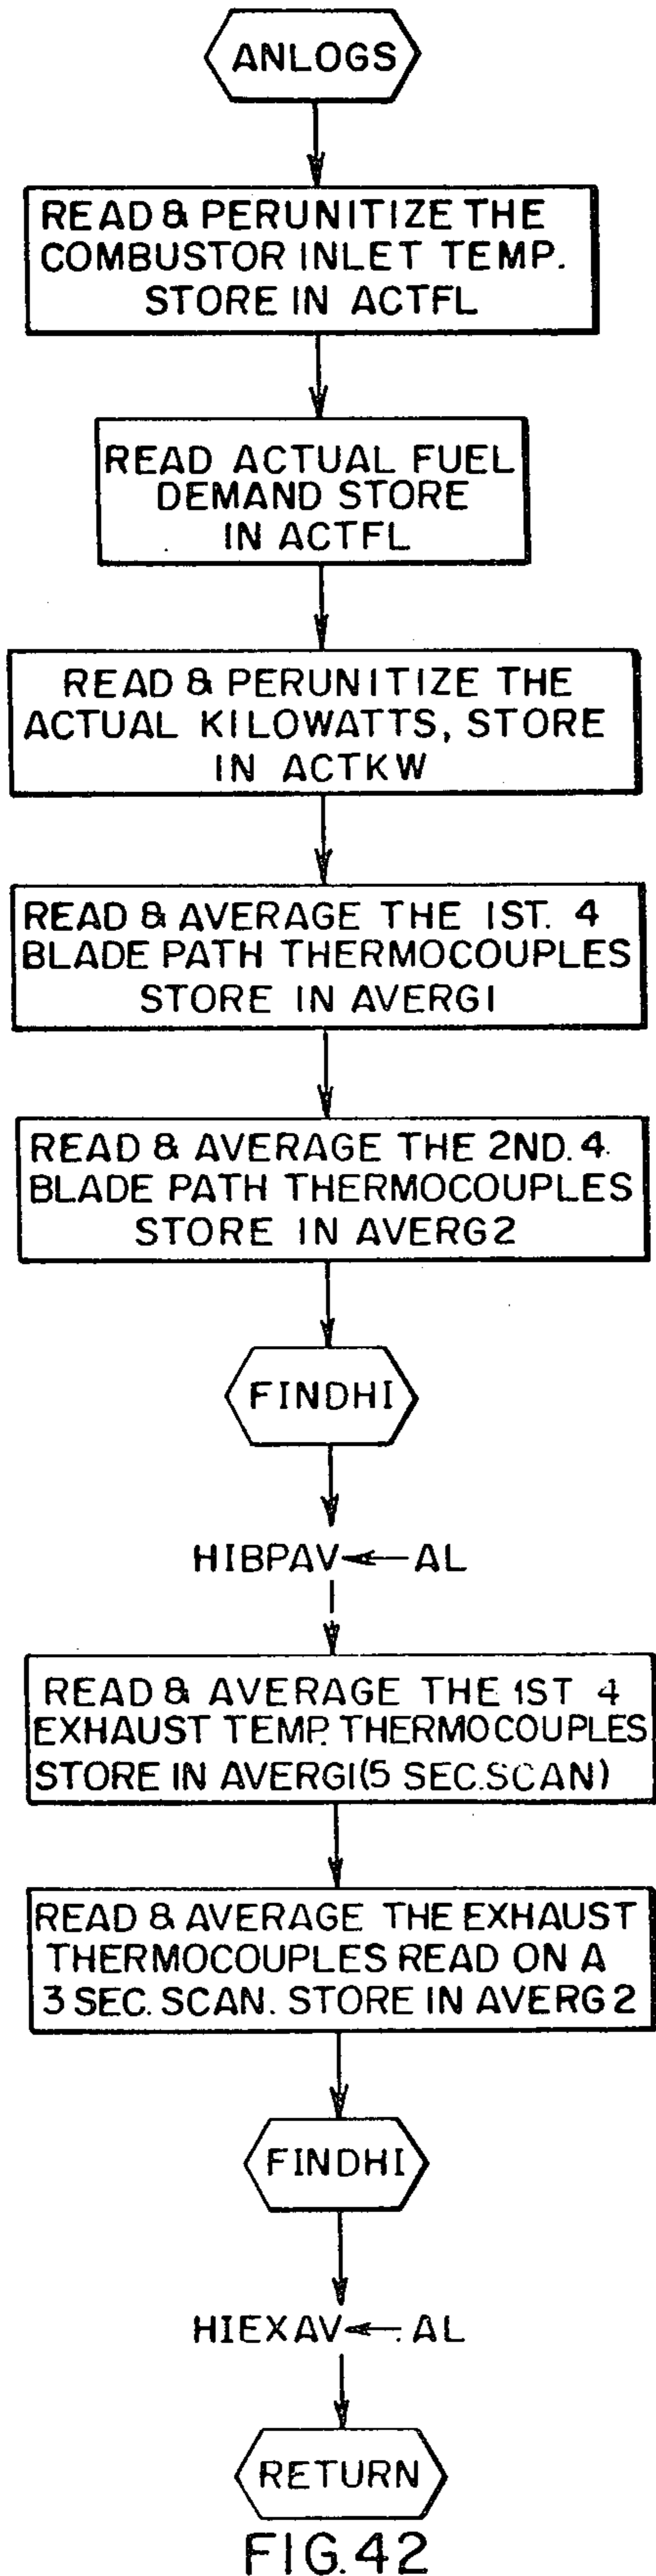 ANLOGS
READ & PERUNITIZE THE
COMBUSTOR INLET TEMP.
STORE IN ACTFL
READ ACTUAL FUEL
DEMAND STORE
IN ACTFL
READ & PERUNITIZE THE
ACTUAL KILOWATTS, STORE
IN ACTKW
READ & AVERAGE THE 1ST. 4
BLADE PATH THERMOCOUPLES
STORE IN AVERG1
READ & AVERAGE THE 2ND. 4
BLADE PATH THERMOCOUPLES
STORE IN AVERG2
FINDHI
HIBPAV ← AL
READ & AVERAGE THE 1ST 4
EXHAUST TEMP. THERMOCOUPLES
STORE IN AVERG1 (5 SEC. SCAN)
READ & AVERAGE THE EXHAUST
THERMOCOUPLES READ ON A
3 SEC. SCAN. STORE IN AVERG2
FINDHI
HIEXAV ← AL
RETURN
FIG. 42